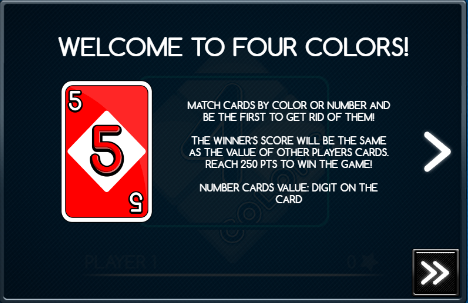 WELCOME TO FOUR COLORS!
5
MATCH CARDS BY COLOR OR NUMBER AND
BE THE FIRST TO GET RID OF THEM!
5
THE WINNER'S SCORE WILL BE THE SAME
AS THE VALUE OF OTHER PLAYERS CARDS.
REACH 250 PTS TO WIN THE GAME!
NUMBER CARDS VALUE: DIGIT ON THE
CARD
5
PLAYER 1
0